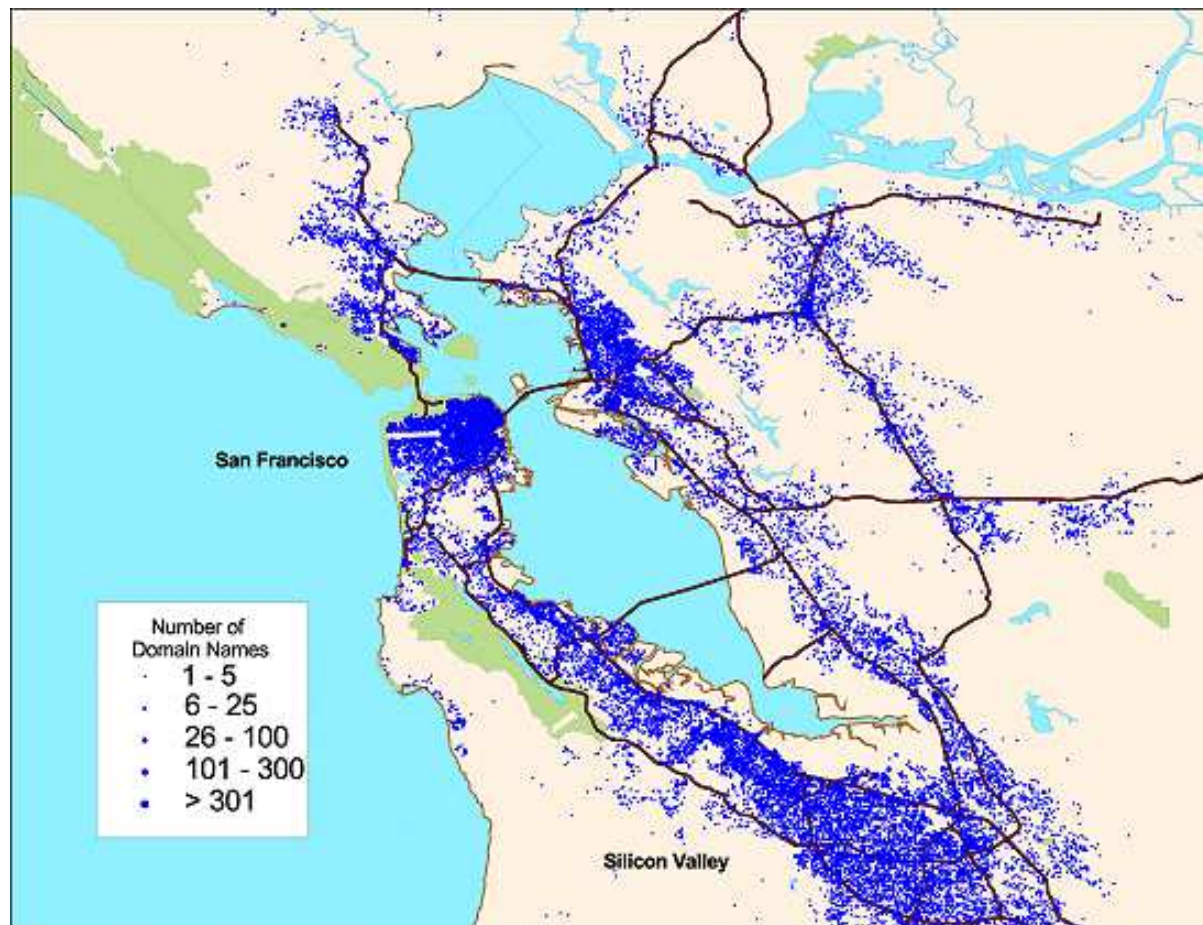 San Francisco
Number of
Domain Names
1 - 5
6 - 25
26 - 100
101 - 300
> 301
Silicon Valley